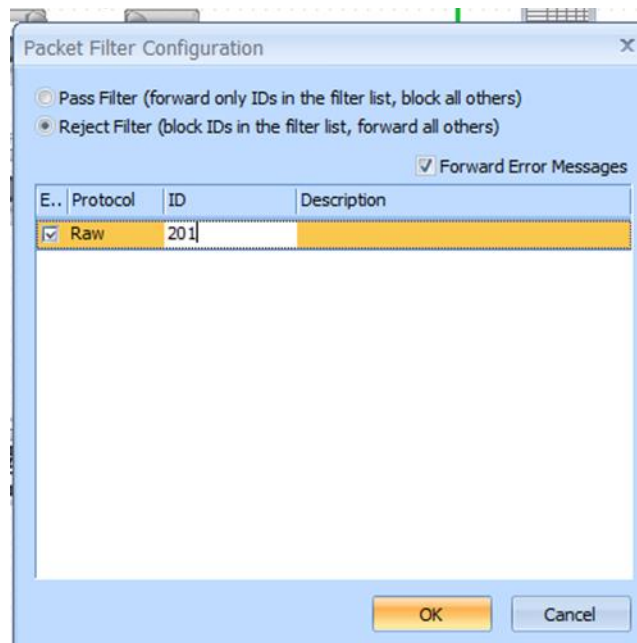 Packet Filter Configuration
x
Pass Filter (forward only IDs in the filter list, block all others)
Reject Filter (block IDs in the filter list, forward all others)
Forward Error Messages
E.. Protocol ID Description
Raw 201
OK Cancel